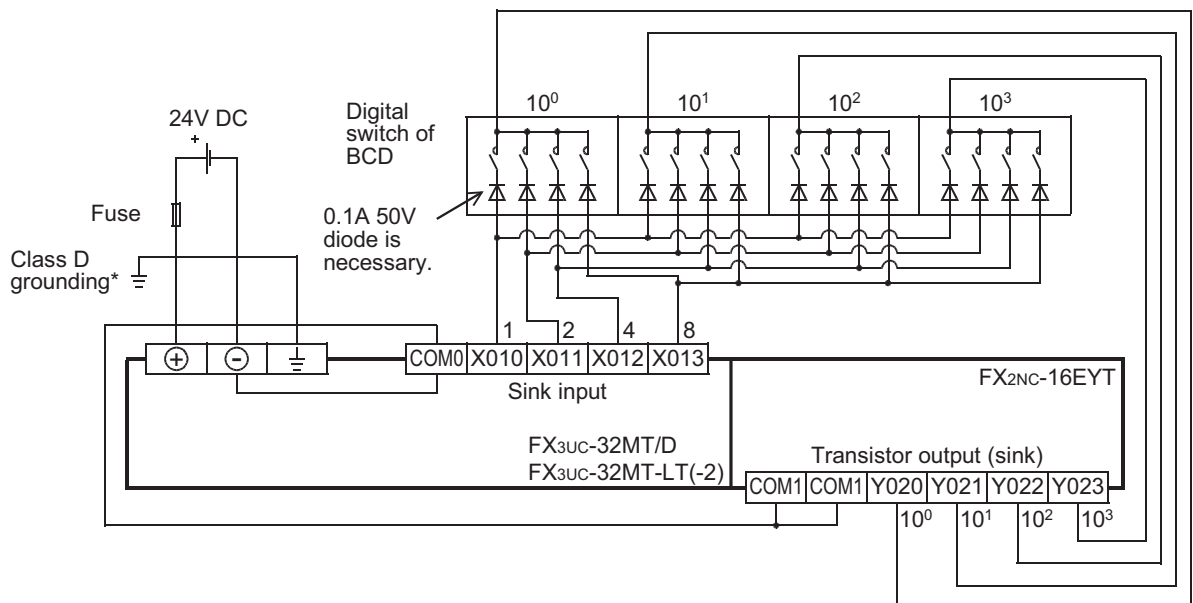 24V DC
+
Digital
switch of
BCD
10⁰ 10¹ 10² 10³
Fuse
0.1A 50V
diode is
necessary.
Class D
grounding*
1 2 4 8
+ - COM0 X010 X011 X012 X013
Sink input
FX2NC-16EYT
FX3UC-32MT/D
FX3UC-32MT-LT(-2)
Transistor output (sink)
COM1 COM1 Y020 Y021 Y022 Y023
10⁰ 10¹ 10² 10³